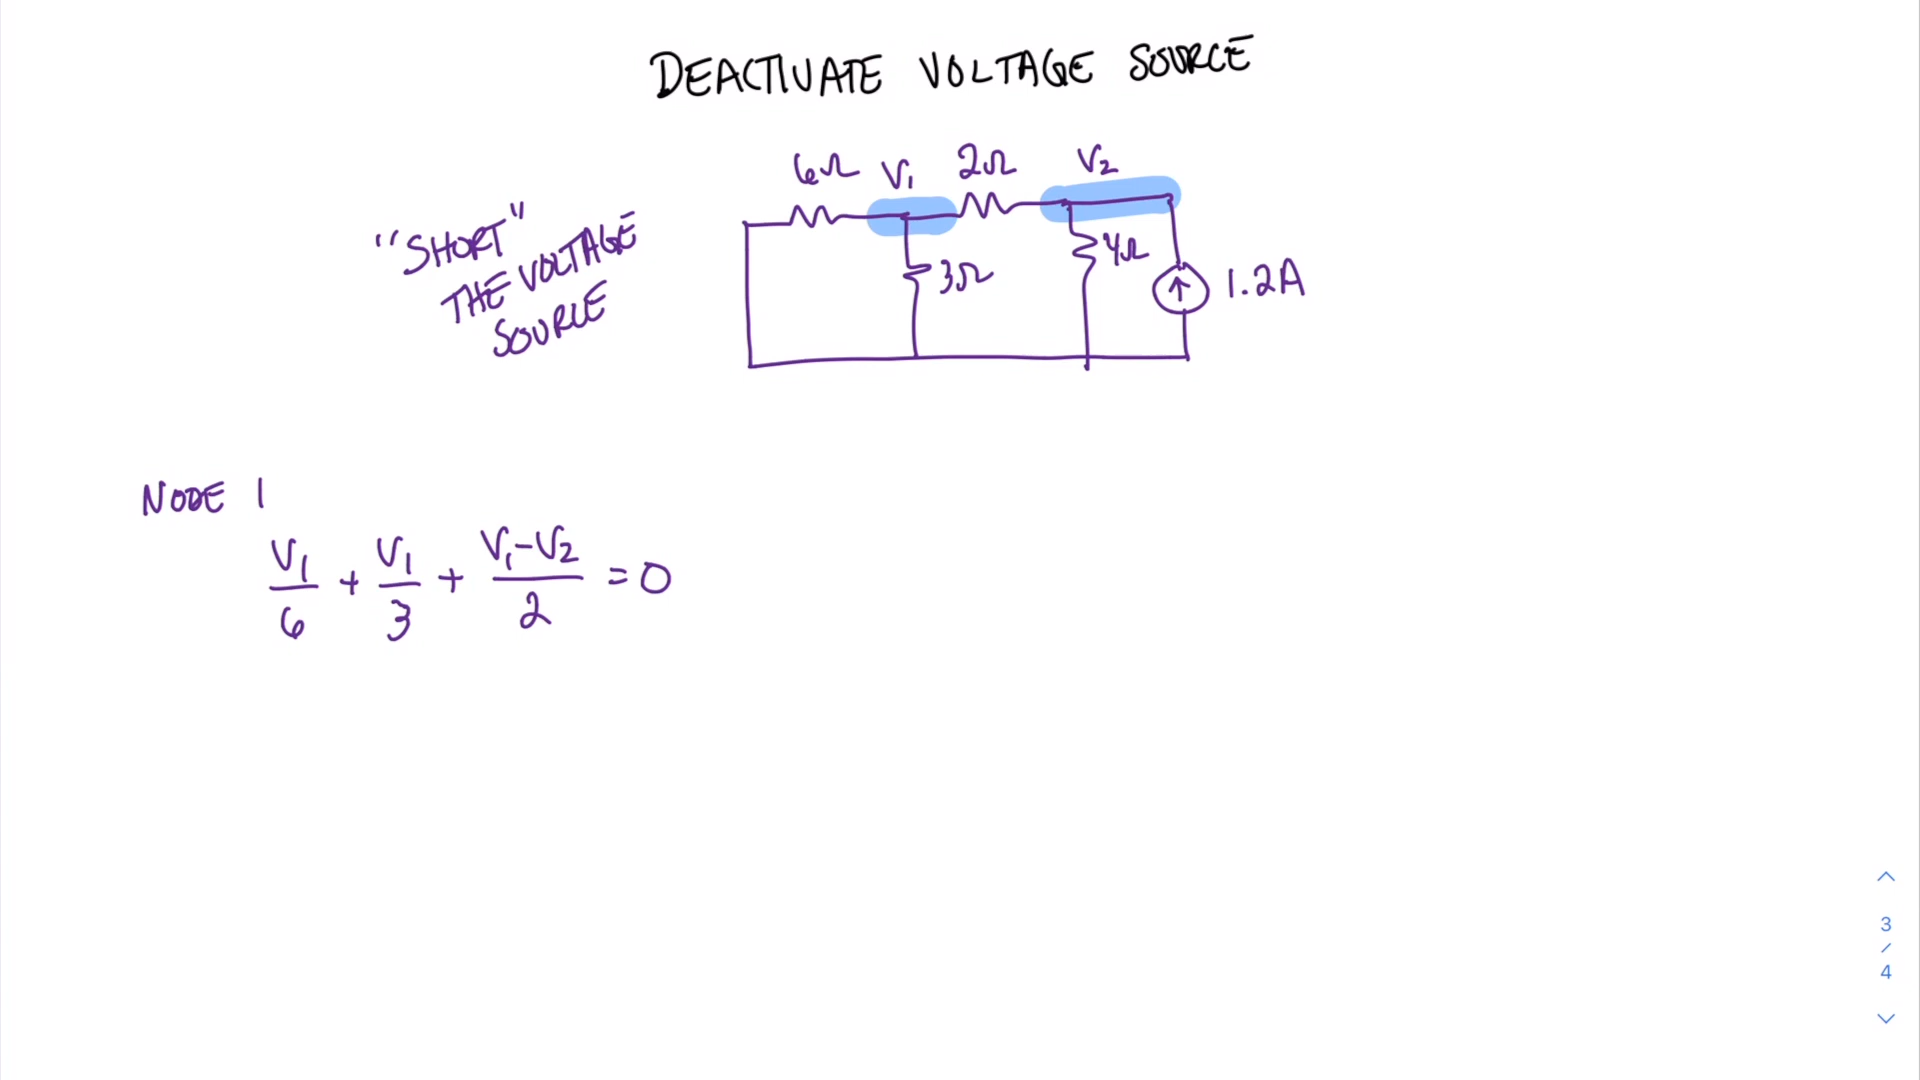 DEACTIVATE VOLTAGE SOURCE
6Ω V₁ 2Ω V₂
"SHORT"
THE VOLTAGE
SOURCE
3Ω 4Ω 1.2A
NODE 1
V₁/6 + V₁/3 + (V₁-V₂)/2 = 0
3
/
4